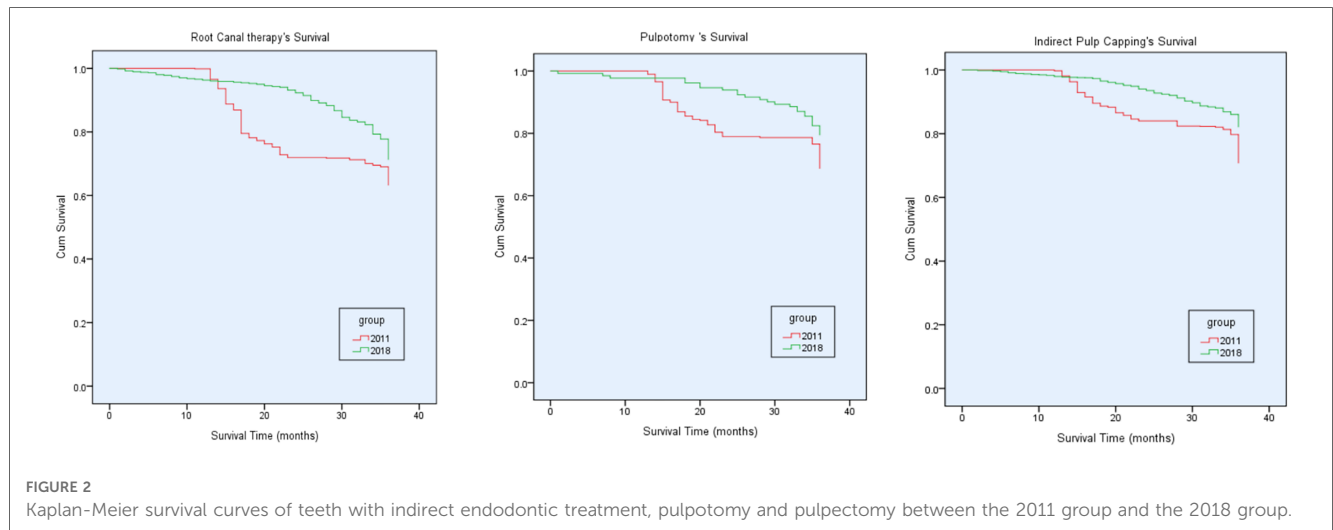 Root Canal therapy's Survival
Cum Survival
1.0
0.8
0.6
0.4
0.2
0.0
0 10 20 30 40
Survival Time (months)
group
2011
2018
Pulpotomy 's Survival
Cum Survival
1.0
0.8
0.6
0.4
0.2
0.0
0 10 20 30 40
Survival Time (months)
group
2011
2018
Indirect Pulp Capping's Survival
Cum Survival
1.0
0.8
0.6
0.4
0.2
0.0
0 10 20 30 40
Survival Time (months)
group
2011
2018
FIGURE 2
Kaplan-Meier survival curves of teeth with indirect endodontic treatment, pulpotomy and pulpectomy between the 2011 group and the 2018 group.